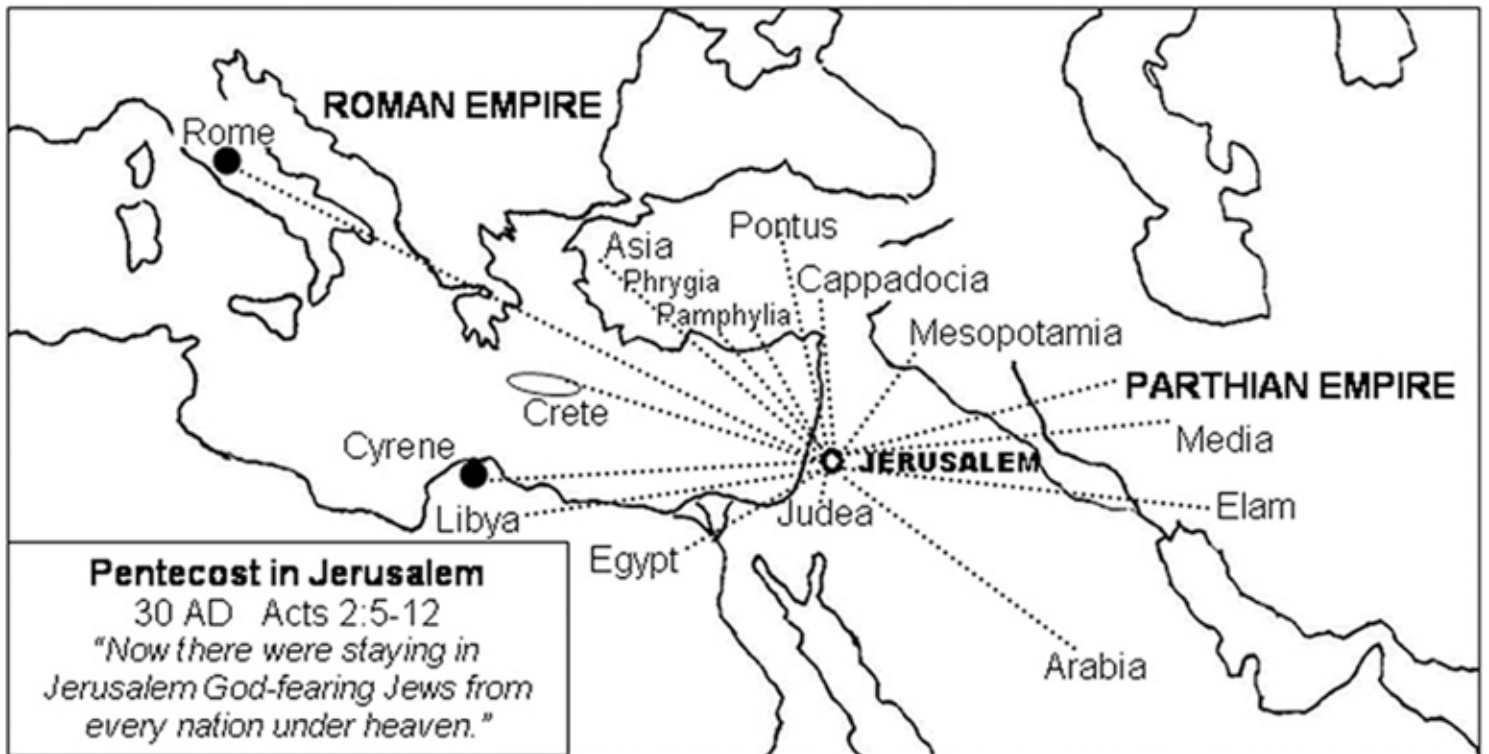 ROMAN EMPIRE
Rome
Pontus
Asia
Phrygia
Cappadocia
Pamphylia
Mesopotamia
PARTHIAN EMPIRE
Crete
Media
Cyrene
JERUSALEM
Elam
Libya
Judea
Egypt
Arabia
Pentecost in Jerusalem
30 AD Acts 2:5-12
"Now there were staying in
Jerusalem God-fearing Jews from
every nation under heaven."